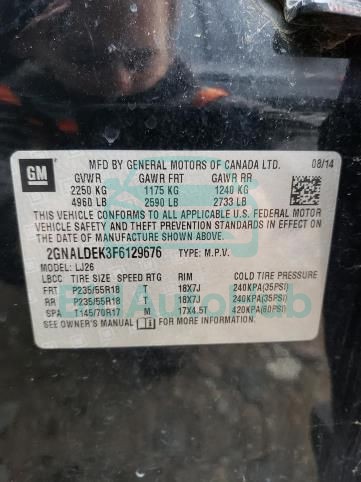 GM
MFD BY GENERAL MOTORS OF CANADA LTD. 08/14
GVWR GAWR FRT GAWR RR
2250 KG 1175 KG 1240 KG
4960 LB 2590 LB 2733 LB
THIS VEHICLE CONFORMS TO ALL APPLICABLE U.S. FEDERAL MOTOR
VEHICLE SAFETY AND THEFT PREVENTION STANDARDS IN EFFECT ON
THE DATE OF MANUFACTURE SHOWN ABOVE.
2GNALDEK3F6129676 TYPE: M.P.V.
MODEL: LJ26
LBCC TIRE SIZE SPEED RTG RIM COLD TIRE PRESSURE
FRT P235/55R18 T 18X7J 240KPA(35PSI)
RR P235/55R18 T 18X7J 240KPA(35PSI)
SPA T145/70R17 M 17X4.5T 420KPA(60PSI)
SEE OWNER'S MANUAL FOR ADDITIONAL INFORMATION